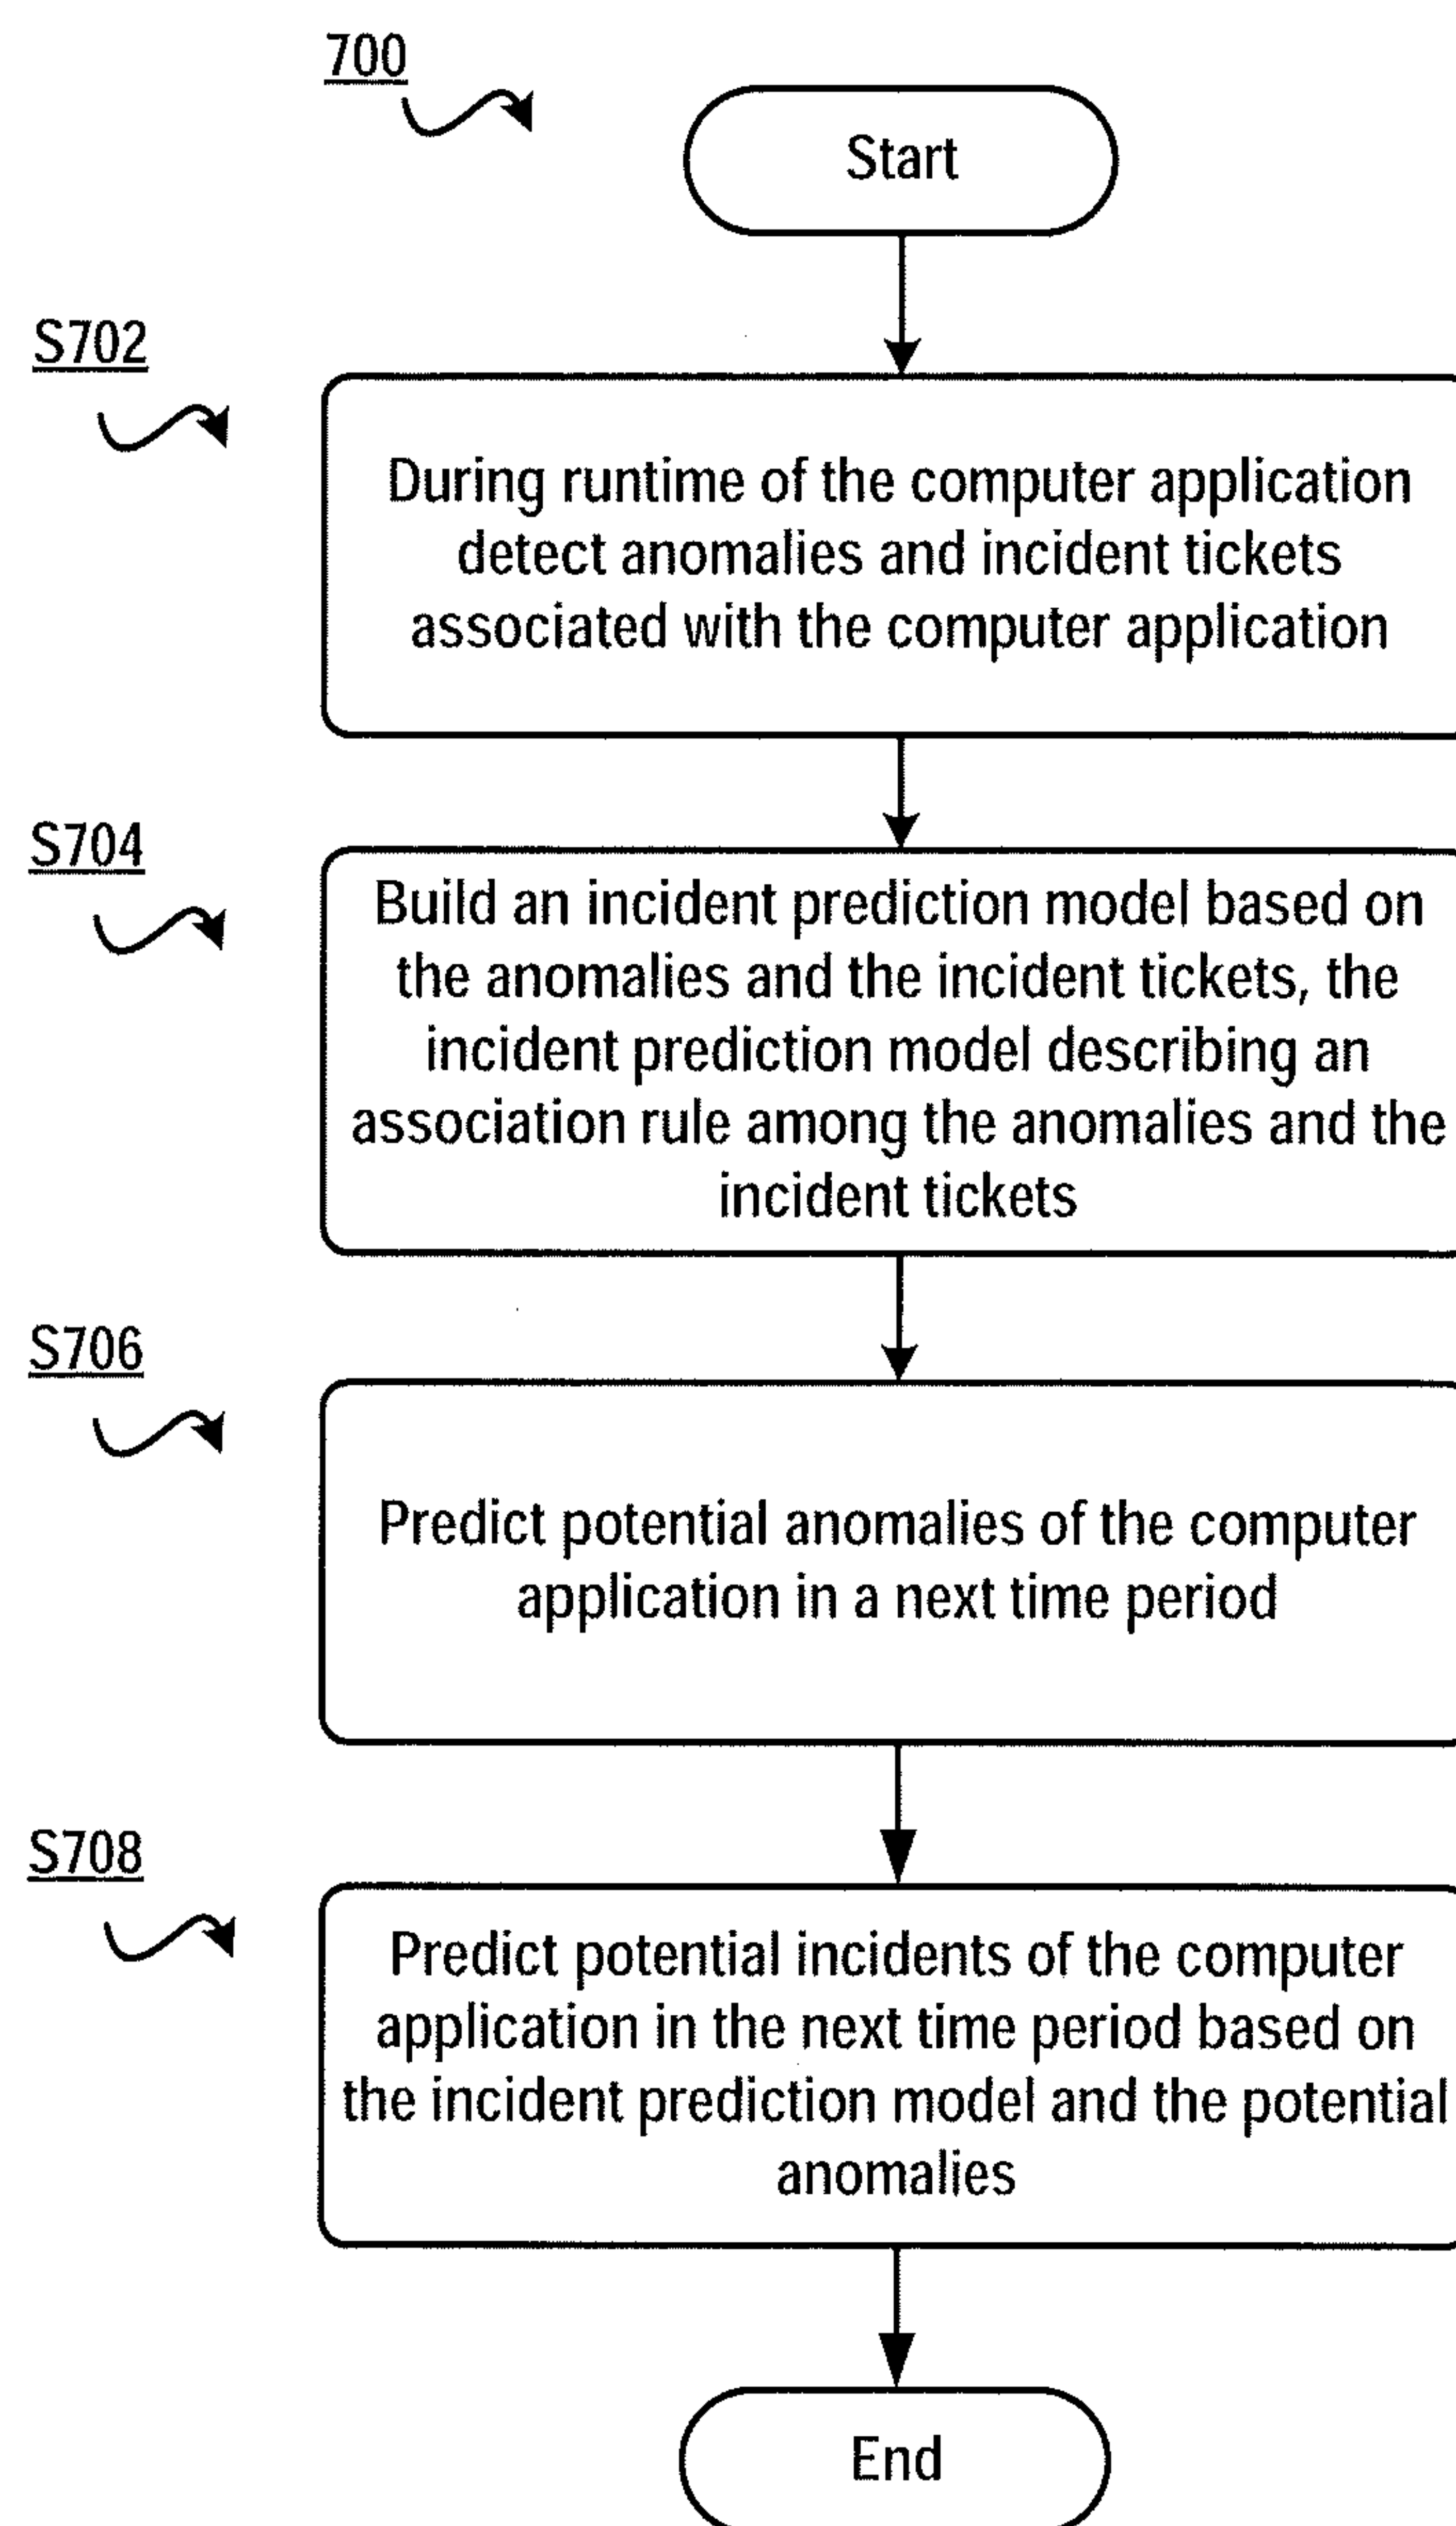 700
Start
S702
During runtime of the computer application
detect anomalies and incident tickets
associated with the computer application
S704
Build an incident prediction model based on
the anomalies and the incident tickets, the
incident prediction model describing an
association rule among the anomalies and the
incident tickets
S706
Predict potential anomalies of the computer
application in a next time period
S708
Predict potential incidents of the computer
application in the next time period based on
the incident prediction model and the potential
anomalies
End